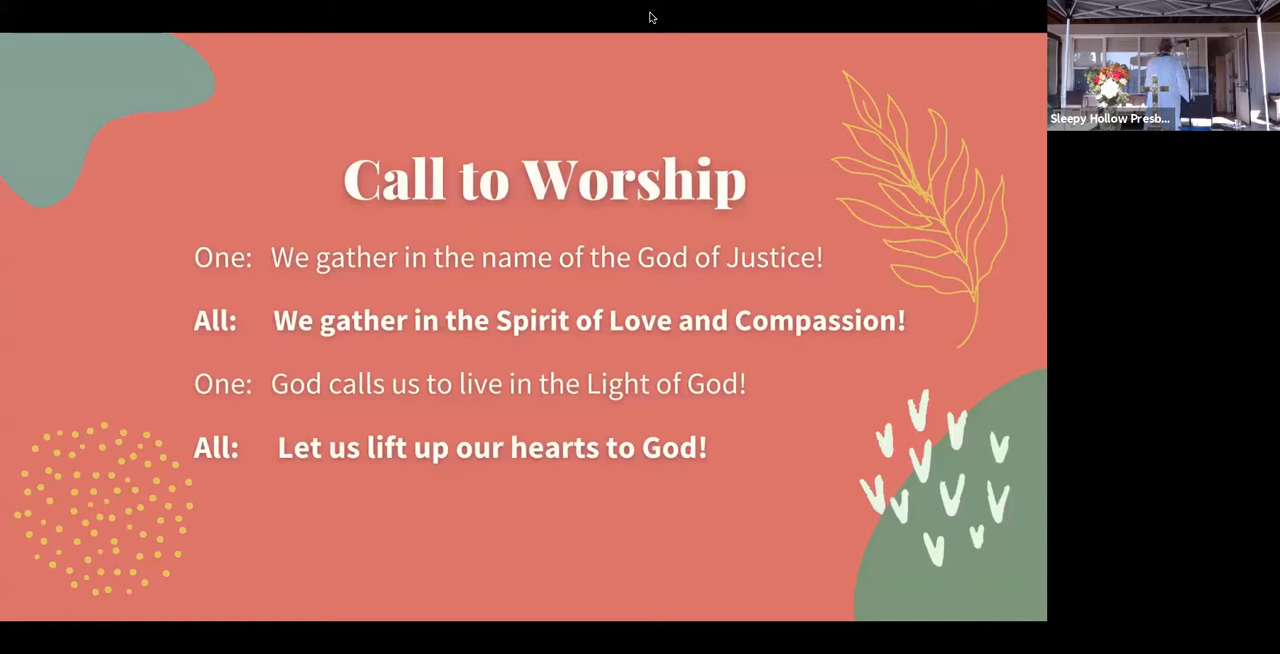 Call to Worship
One: We gather in the name of the God of Justice!
All: We gather in the Spirit of Love and Compassion!
One: God calls us to live in the Light of God!
All: Let us lift up our hearts to God!
Sleepy Hollow Presb...